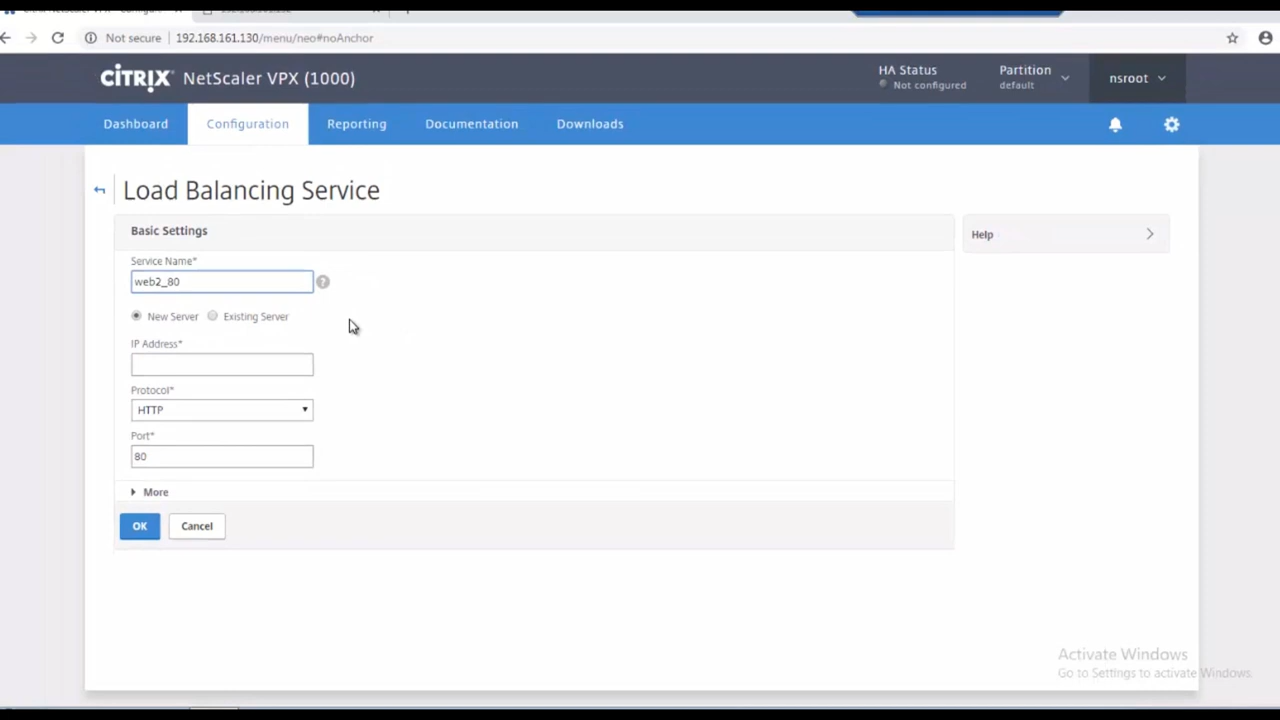 Not secure 192.168.161.130/menu/neo#noAnchor
CITRIX NetScaler VPX (1000)
HA Status
Not configured
Partition
default
nsroot
Dashboard Configuration Reporting Documentation Downloads
Load Balancing Service
Basic Settings
Help
Service Name*
web2_80
?
New Server Existing Server
IP Address*
Protocol*
HTTP
Port*
80
More
OK Cancel
Activate Windows
Go to Settings to activate Windows.